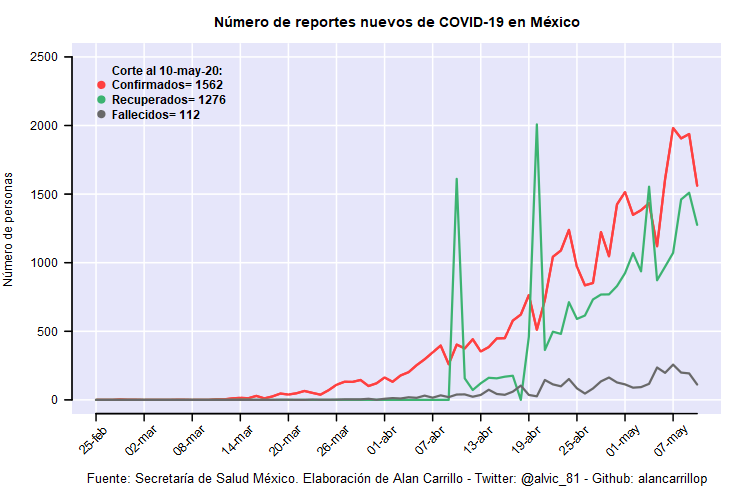 Número de reportes nuevos de COVID-19 en México
Número de personas
2500
2000
1500
1000
500
0
Corte al 10-may-20:
Confirmados= 1562
Recuperados= 1276
Fallecidos= 112
25-feb
02-mar
08-mar
14-mar
20-mar
26-mar
01-abr
07-abr
13-abr
19-abr
25-abr
01-may
07-may
Fuente: Secretaría de Salud México. Elaboración de Alan Carrillo - Twitter: @alvic_81 - Github: alancarrillop